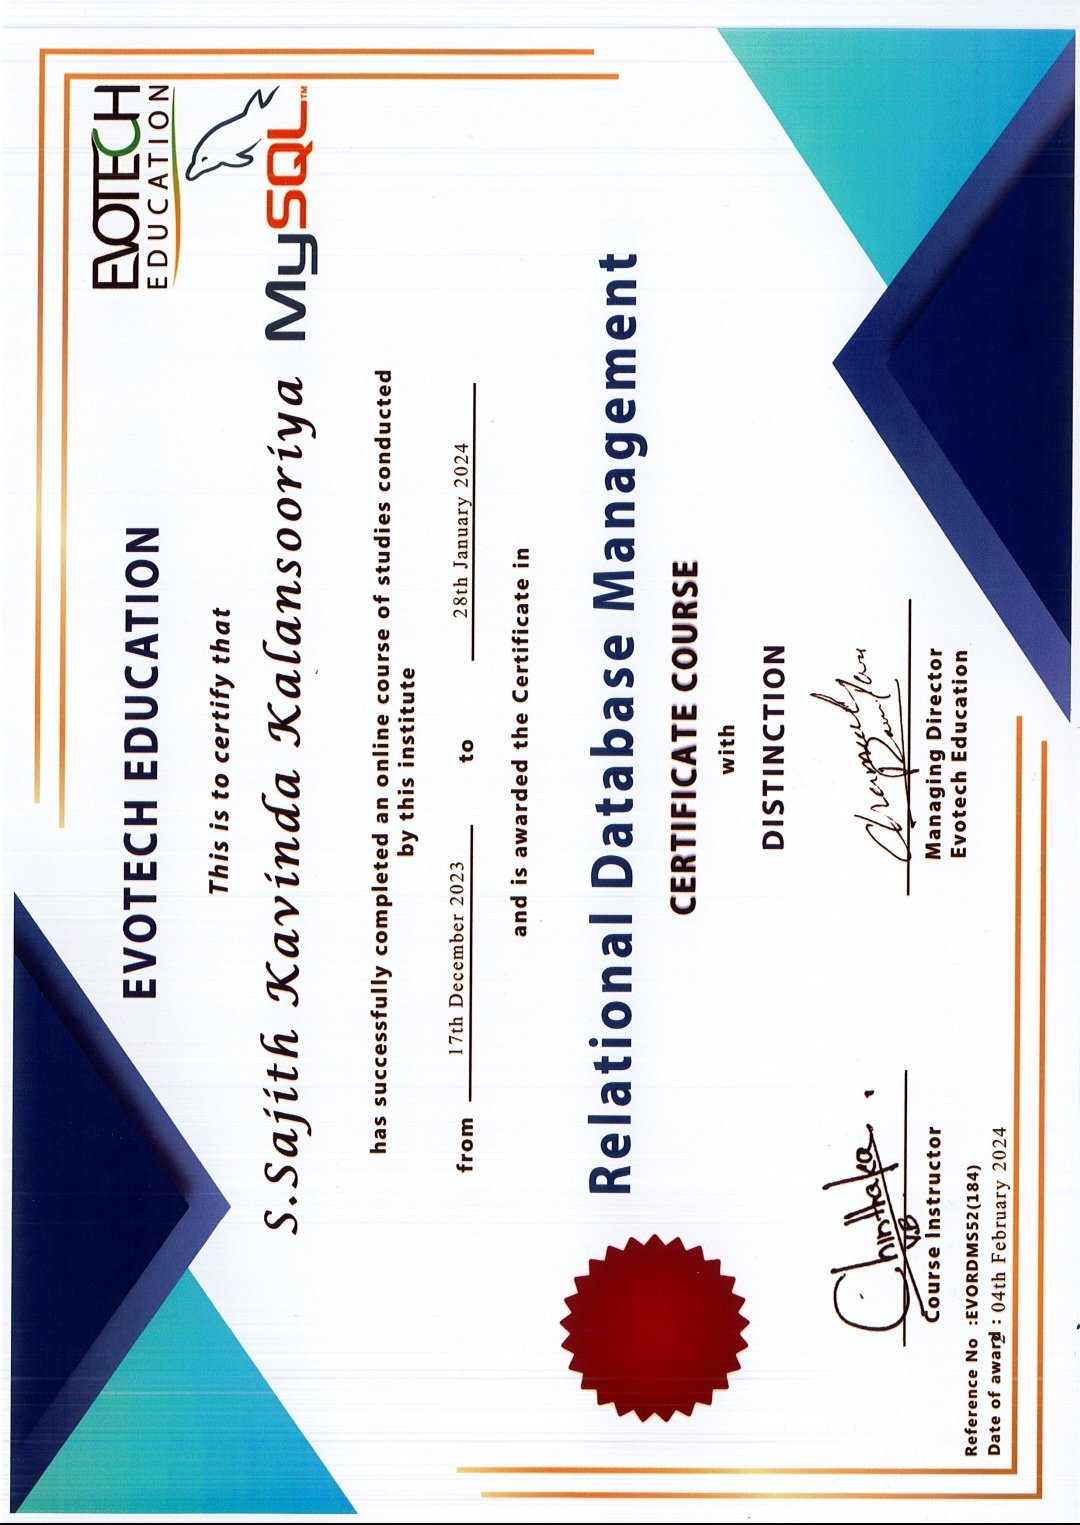 EVOTECH
EDUCATION
EVOTECH EDUCATION
MySQL™
This is to certify that
S.Sajith Kavinda Kalansooriya
has successfully completed an online course of studies conducted
by this institute
from 17th December 2023 to 28th January 2024
and is awarded the Certificate in
Relational Database Management
CERTIFICATE COURSE
with
DISTINCTION
Chinthaka
V.B
Course Instructor
Managing Director
Evotech Education
Reference No :EVORDMS52(184)
Date of award : 04th February 2024